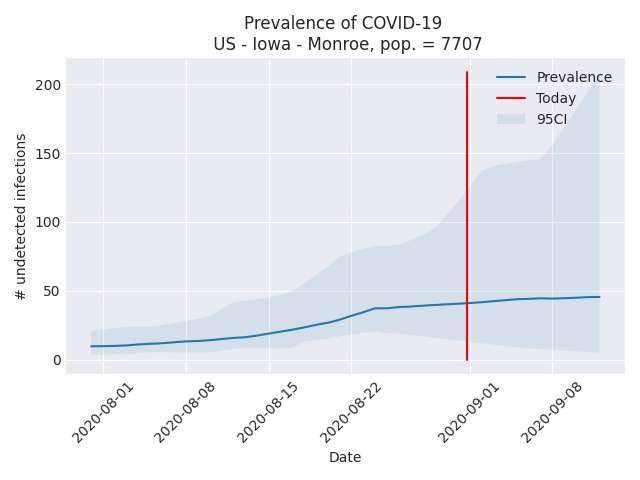 Prevalence of COVID-19
US - Iowa - Monroe, pop. = 7707
Prevalence
Today
95CI
# undetected infections
200
150
100
50
0
2020-08-01
2020-08-08
2020-08-15
2020-08-22
2020-09-01
2020-09-08
Date